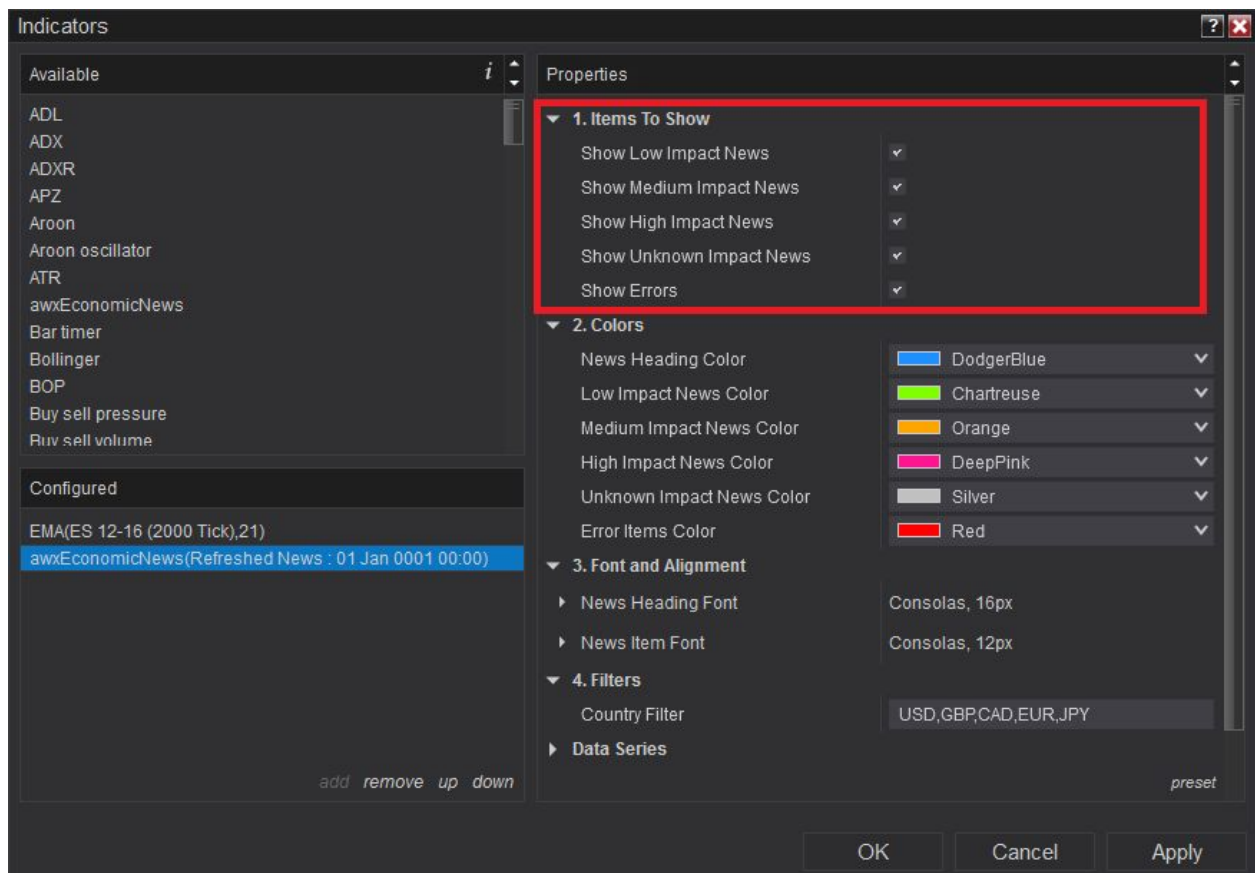 Indicators
Available i
ADL
ADX
ADXR
APZ
Aroon
Aroon oscillator
ATR
awxEconomicNews
Bar timer
Bollinger
BOP
Buy sell pressure
Buy sell volume
Configured
EMA(ES 12-16 (2000 Tick),21)
awxEconomicNews(Refreshed News : 01 Jan 0001 00:00)
add remove up down
Properties
1. Items To Show
Show Low Impact News
Show Medium Impact News
Show High Impact News
Show Unknown Impact News
Show Errors
2. Colors
News Heading Color DodgerBlue
Low Impact News Color Chartreuse
Medium Impact News Color Orange
High Impact News Color DeepPink
Unknown Impact News Color Silver
Error Items Color Red
3. Font and Alignment
News Heading Font Consolas, 16px
News Item Font Consolas, 12px
4. Filters
Country Filter USD,GBP,CAD,EUR,JPY
Data Series
preset
OK Cancel Apply